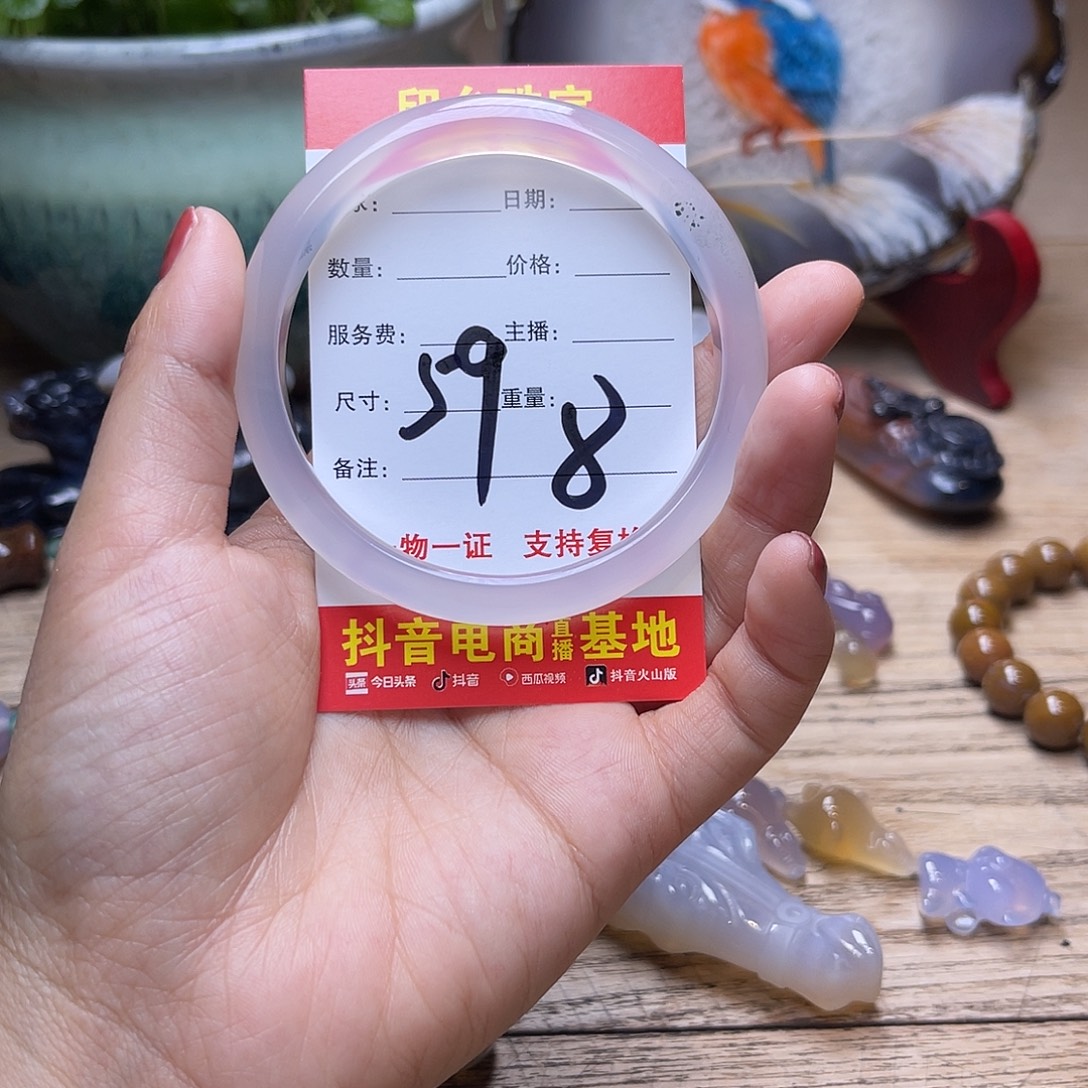 日期：
数量： 价格：
服务费： 主播：
尺寸： 重量：
59 8
备注：
物一证 支持复
抖音电商直播基地
头条 今日头条 抖音 西瓜视频 抖音火山版